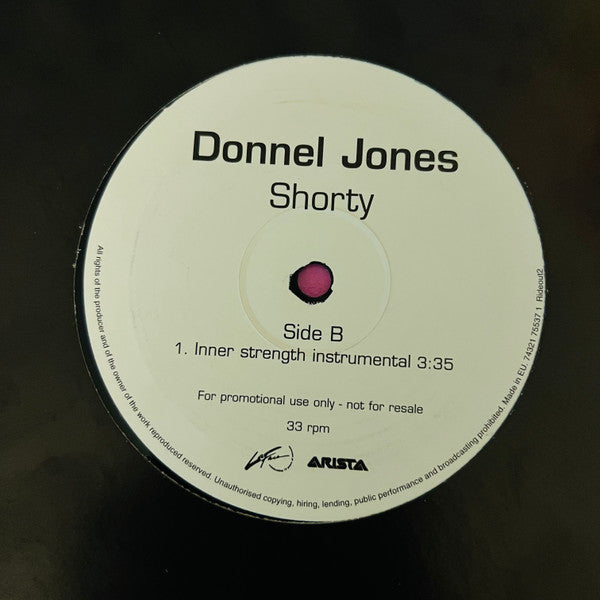 Donnel Jones
Shorty
Side B
1. Inner strength instrumental 3:35
For promotional use only - not for resale
33 rpm
LaFace
ARISTA
All rights of the producer and of the owner of the work reproduced reserved. Unauthorised copying, hiring, lending, public performance and broadcasting prohibited. Made in EU 74321 75537 1 Rideout2